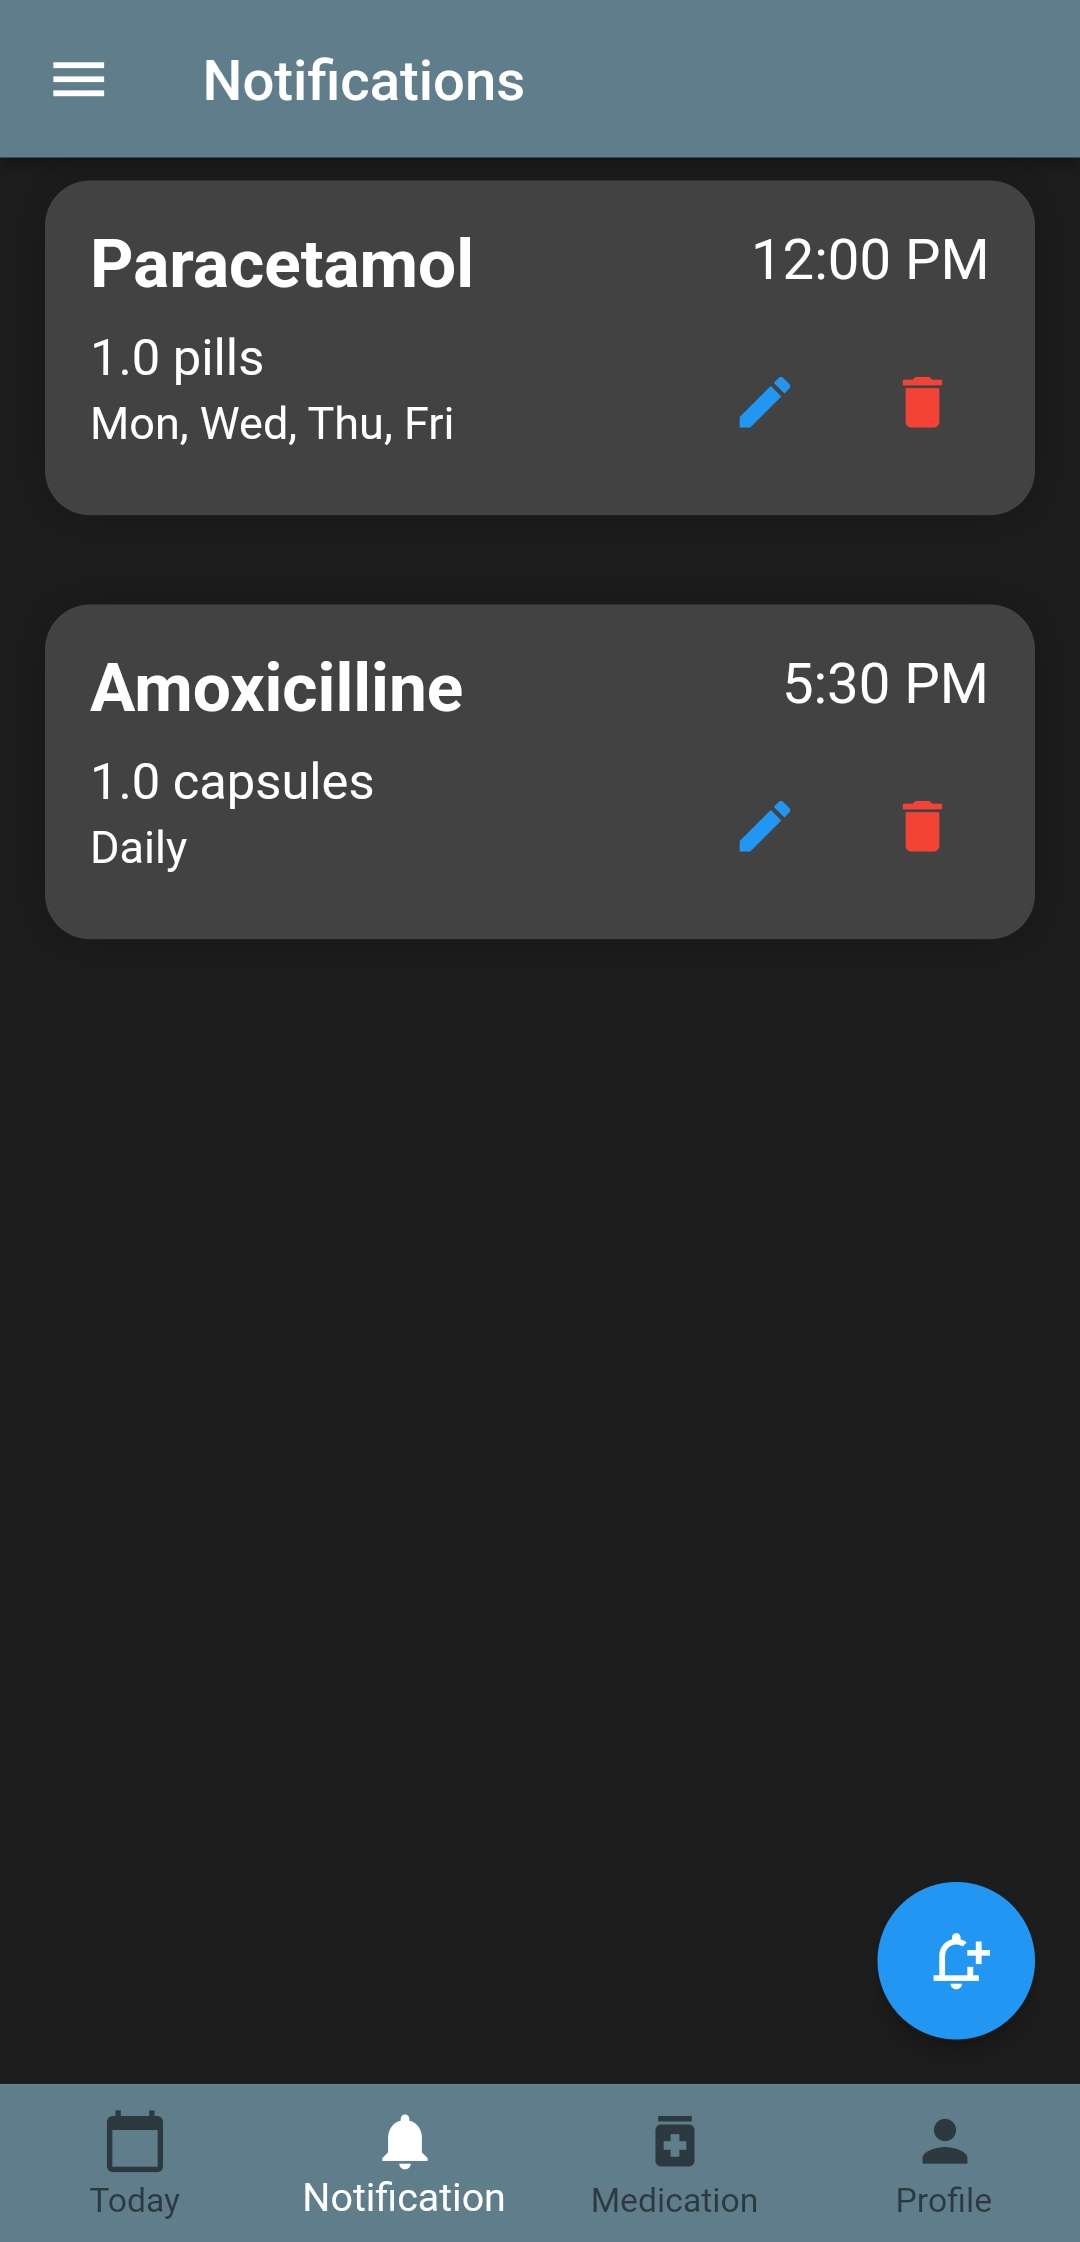 Notifications
Paracetamol
12:00 PM
1.0 pills
Mon, Wed, Thu, Fri
Amoxicilline
5:30 PM
1.0 capsules
Daily
Today
Notification
Medication
Profile